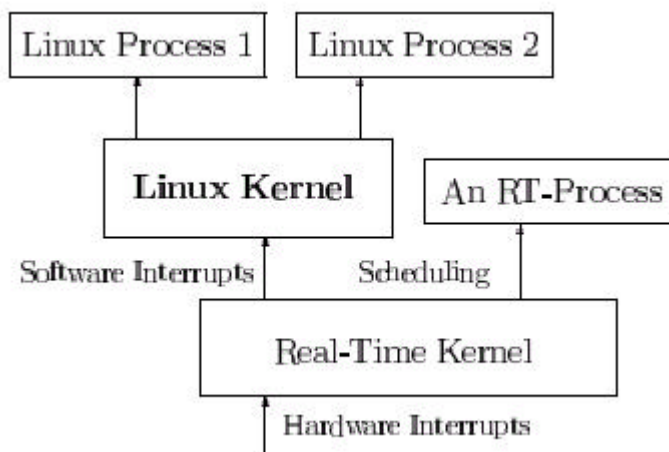 Linux Process 1
Linux Process 2
Linux Kernel
An RT-Process
Software Interrupts
Scheduling
Real-Time Kernel
Hardware Interrupts